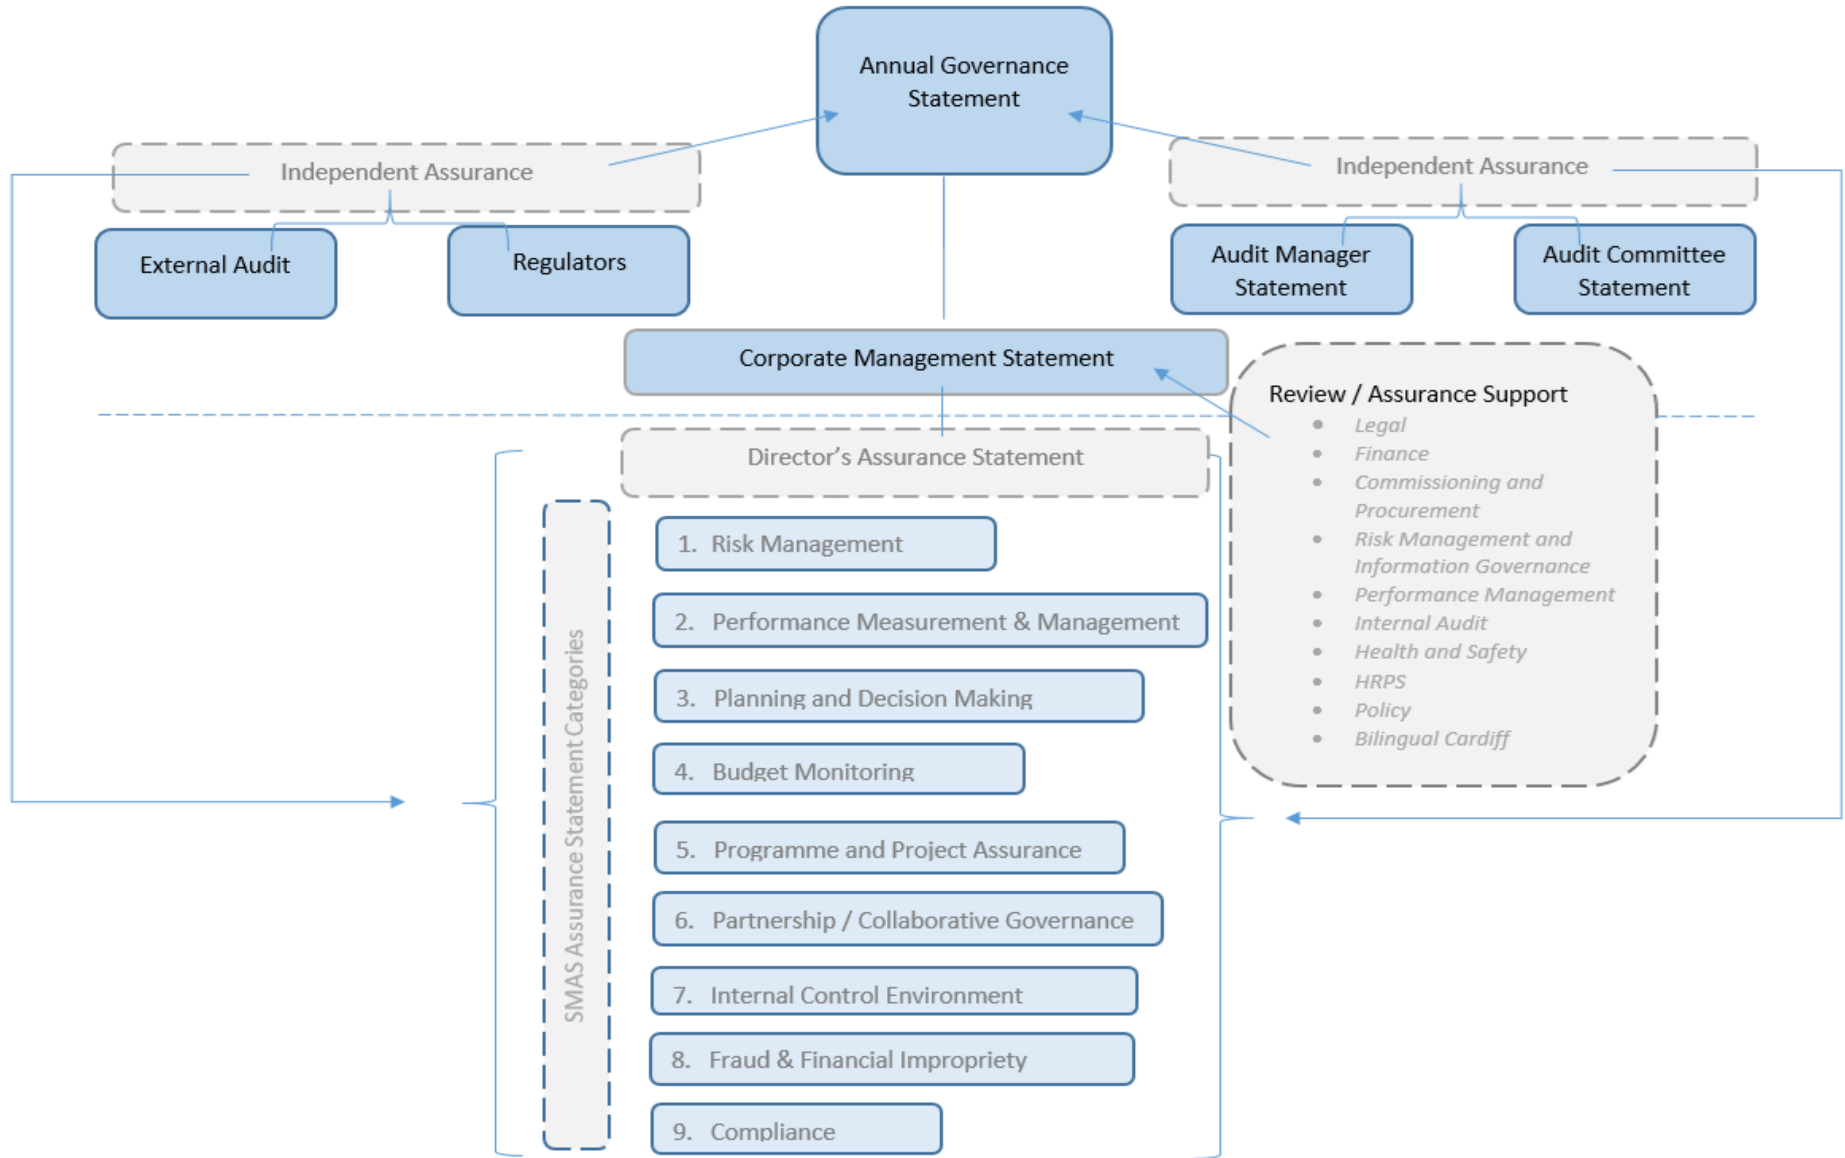 Annual Governance
Statement
Independent Assurance
Independent Assurance
External Audit
Regulators
Audit Manager
Statement
Audit Committee
Statement
Corporate Management Statement
Review / Assurance Support
• Legal
• Finance
• Commissioning and
Procurement
• Risk Management and
Information Governance
• Performance Management
• Internal Audit
• Health and Safety
• HRPS
• Policy
• Bilingual Cardiff
Director’s Assurance Statement
SMAS Assurance Statement Categories
1. Risk Management
2. Performance Measurement & Management
3. Planning and Decision Making
4. Budget Monitoring
5. Programme and Project Assurance
6. Partnership / Collaborative Governance
7. Internal Control Environment
8. Fraud & Financial Impropriety
9. Compliance